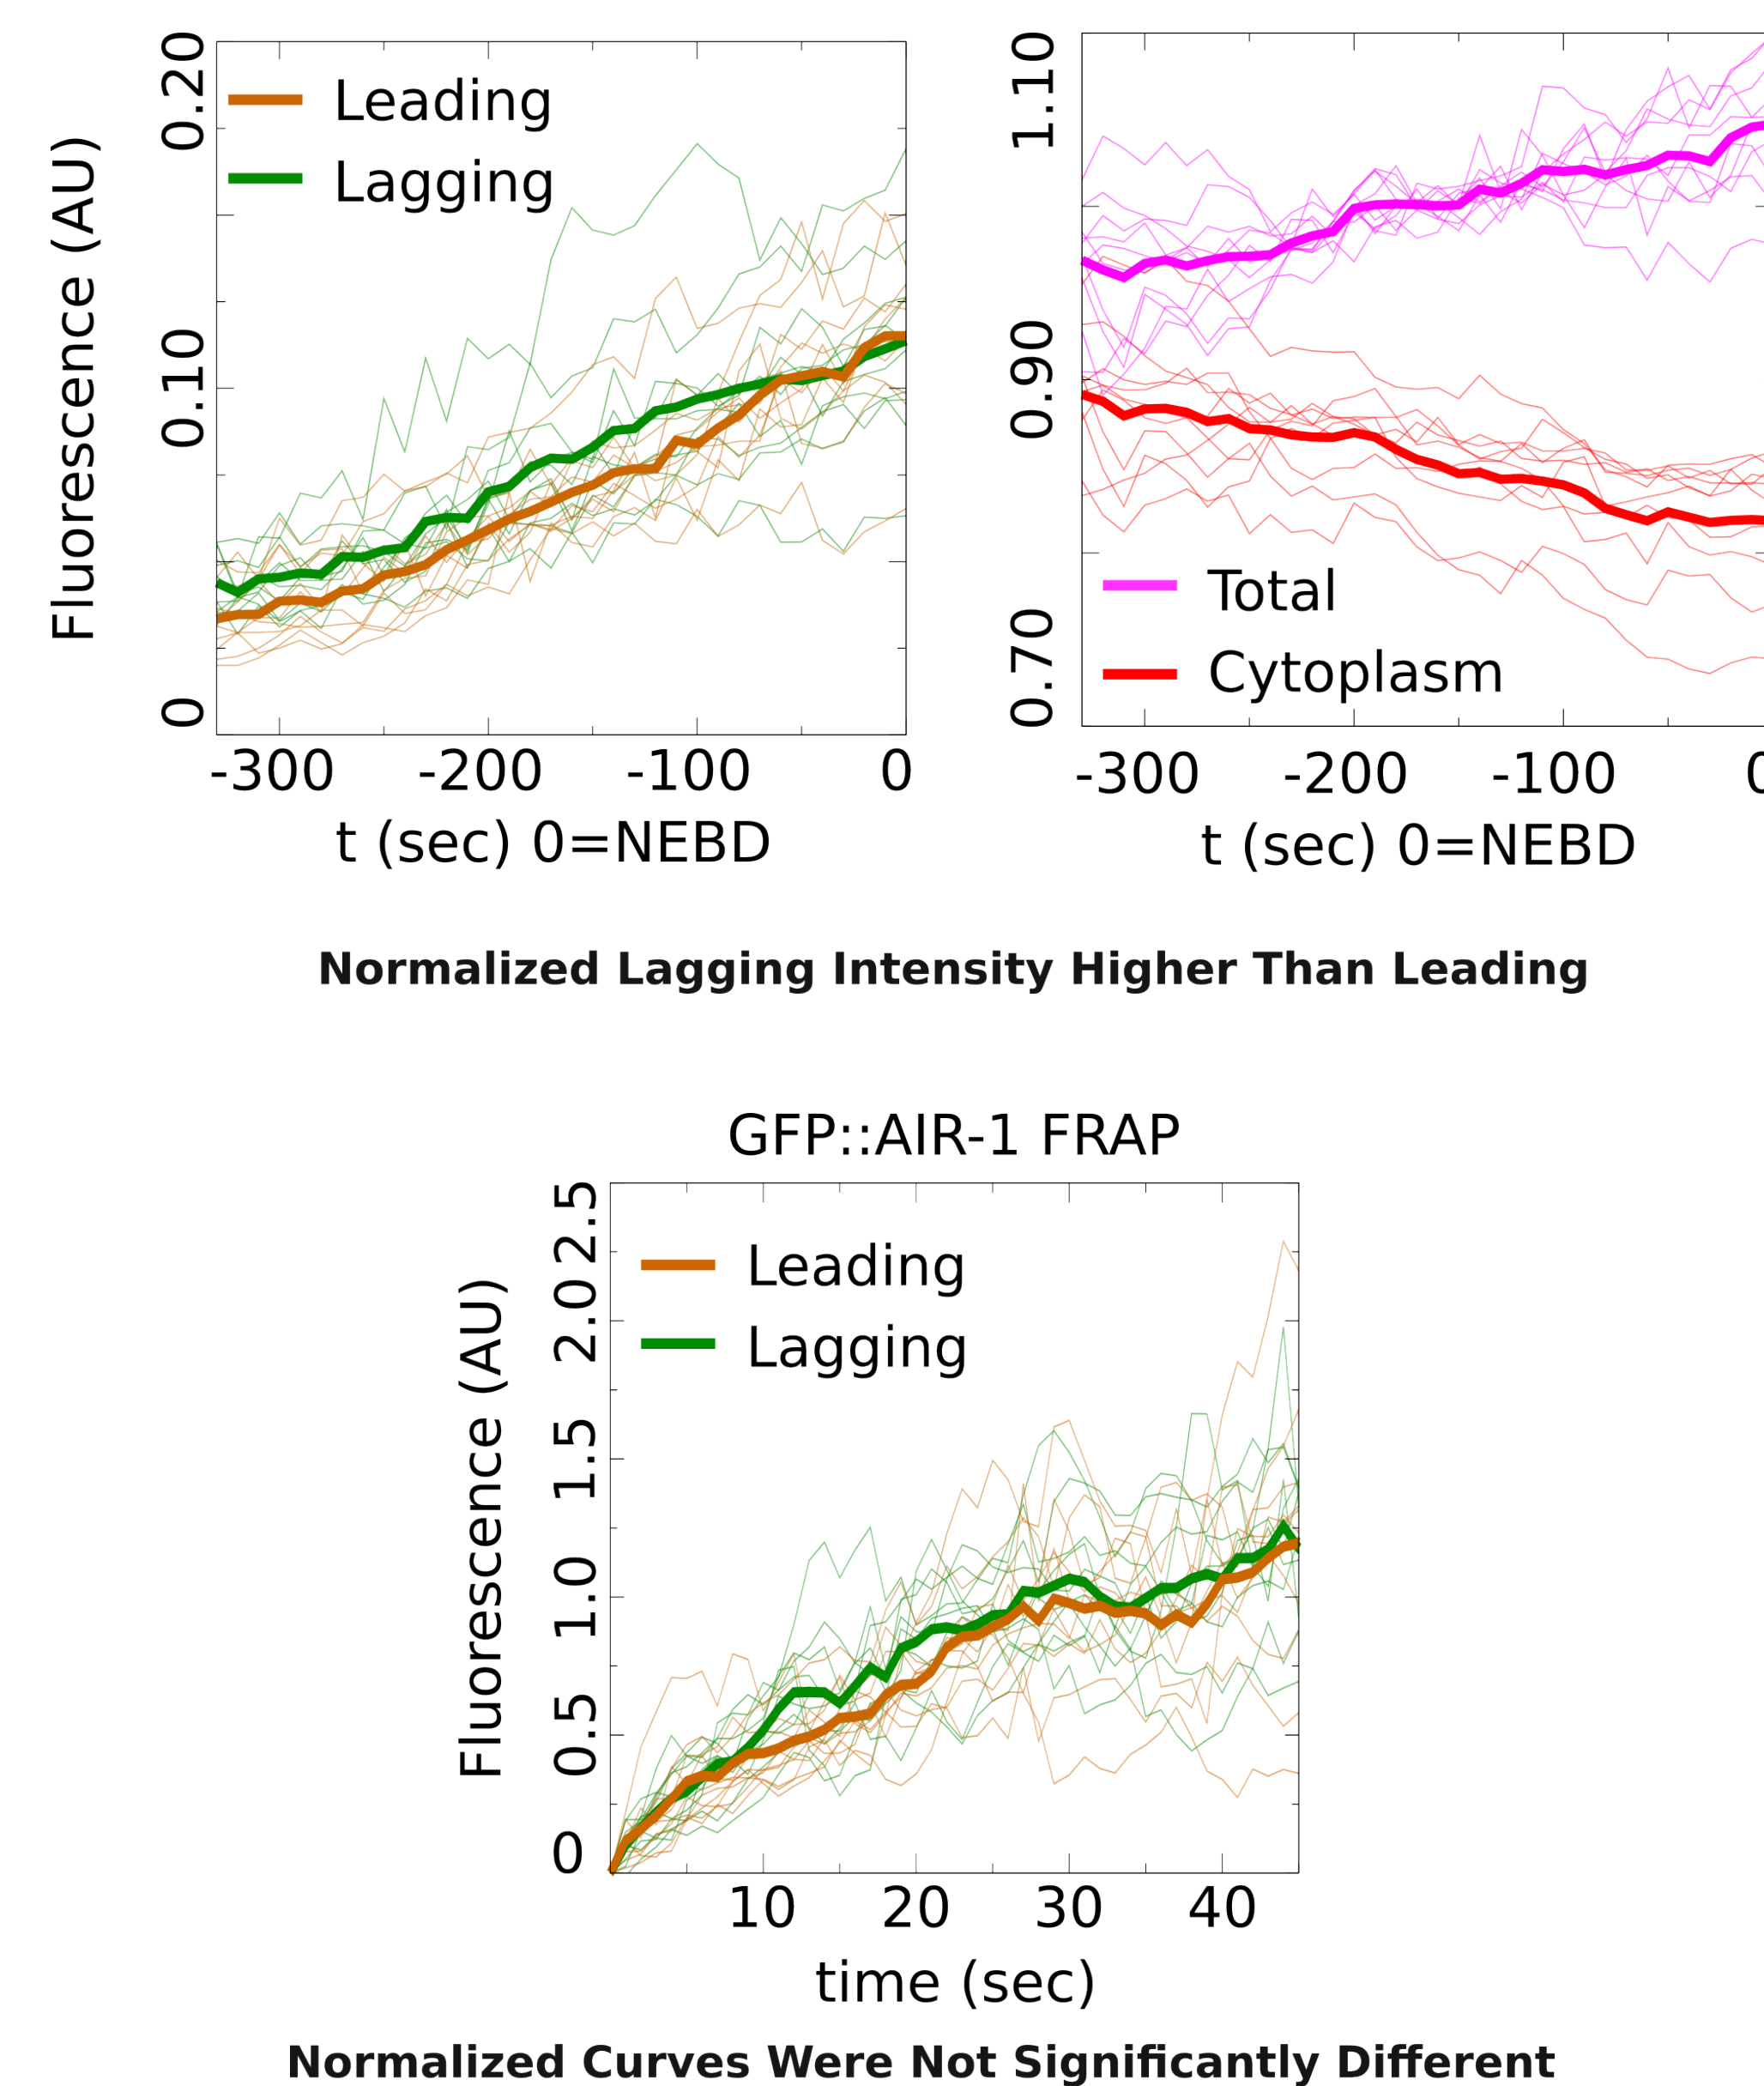 Fluorescence (AU)
0.20
0.10
0
Leading
Lagging
-300 -200 -100 0
t (sec) 0=NEBD
1.10
0.90
0.70
Total
Cytoplasm
-300 -200 -100 0
t (sec) 0=NEBD
Normalized Lagging Intensity Higher Than Leading
GFP::AIR-1 FRAP
Fluorescence (AU)
2.5
2.0
1.5
1.0
0.5
0
Leading
Lagging
10 20 30 40
time (sec)
Normalized Curves Were Not Significantly Different